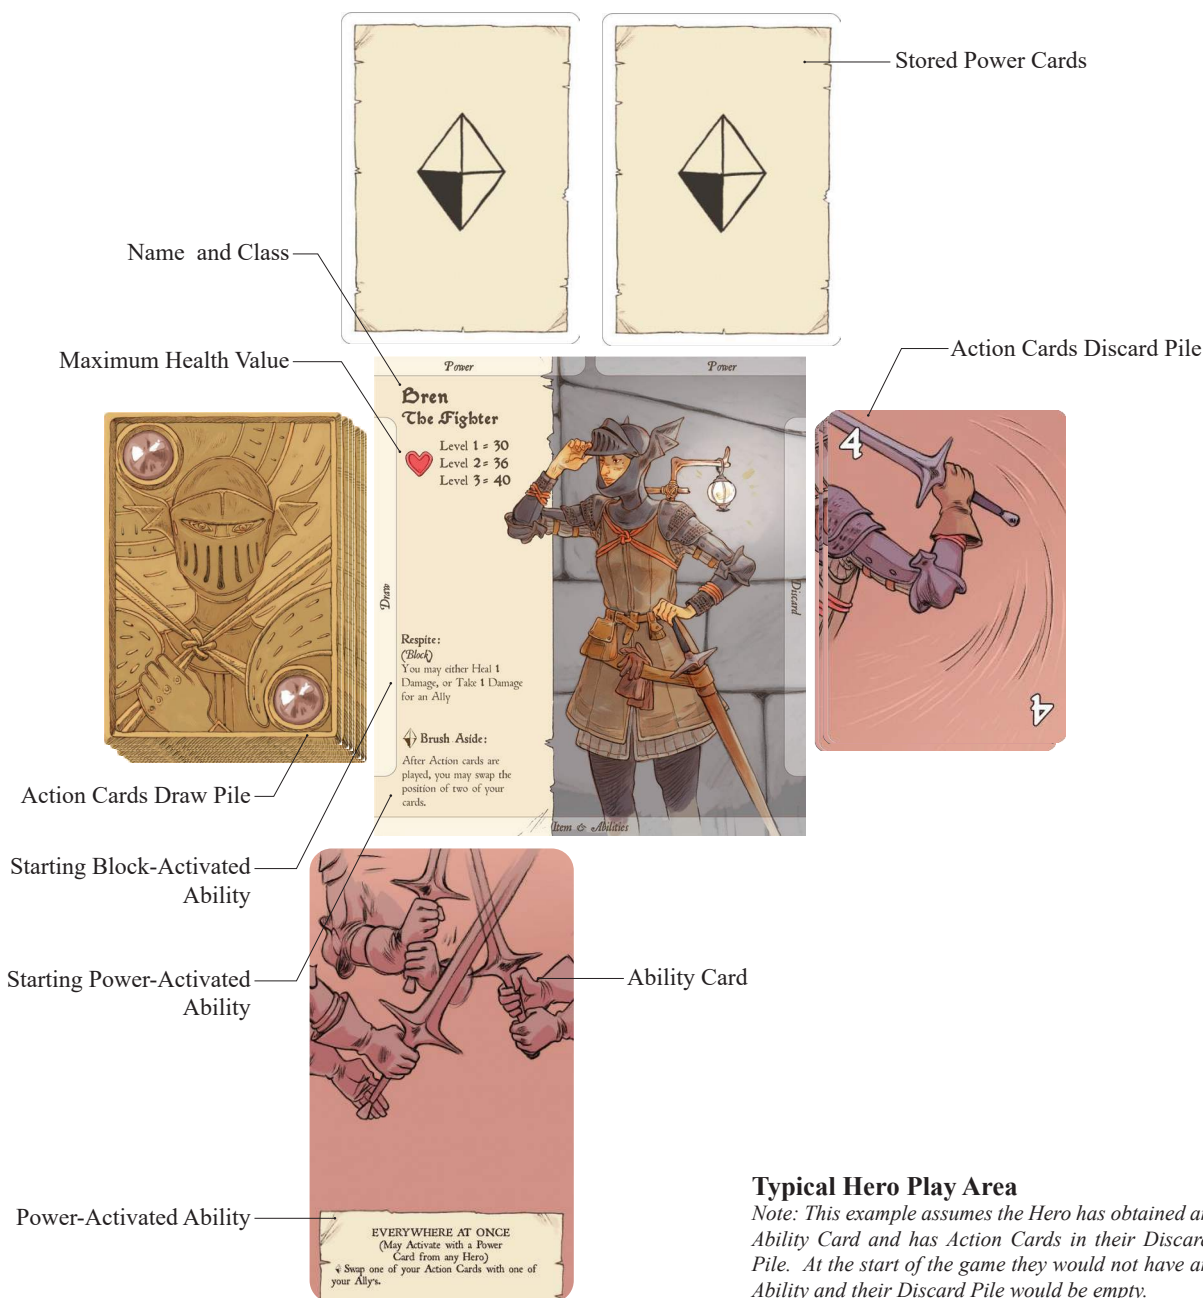 Stored Power Cards
Name and Class
Maximum Health Value
Action Cards Discard Pile
Power
Power
Bren
The Fighter
Level 1 = 30
Level 2 = 36
Level 3 = 40
4
4
Draw
Discard
Respite:
(Block)
You may either Heal 1
Damage, or Take 1 Damage
for an Ally
Brush Aside:
After Action cards are
played, you may swap the
position of two of your
cards.
Item & Abilities
Action Cards Draw Pile
Starting Block-Activated
Ability
Starting Power-Activated
Ability
Ability Card
Power-Activated Ability
EVERYWHERE AT ONCE
(May Activate with a Power
Card from any Hero)
Swap one of your Action Cards with one of
your Ally's.
Typical Hero Play Area
Note: This example assumes the Hero has obtained an
Ability Card and has Action Cards in their Discard
Pile. At the start of the game they would not have an
Ability and their Discard Pile would be empty.